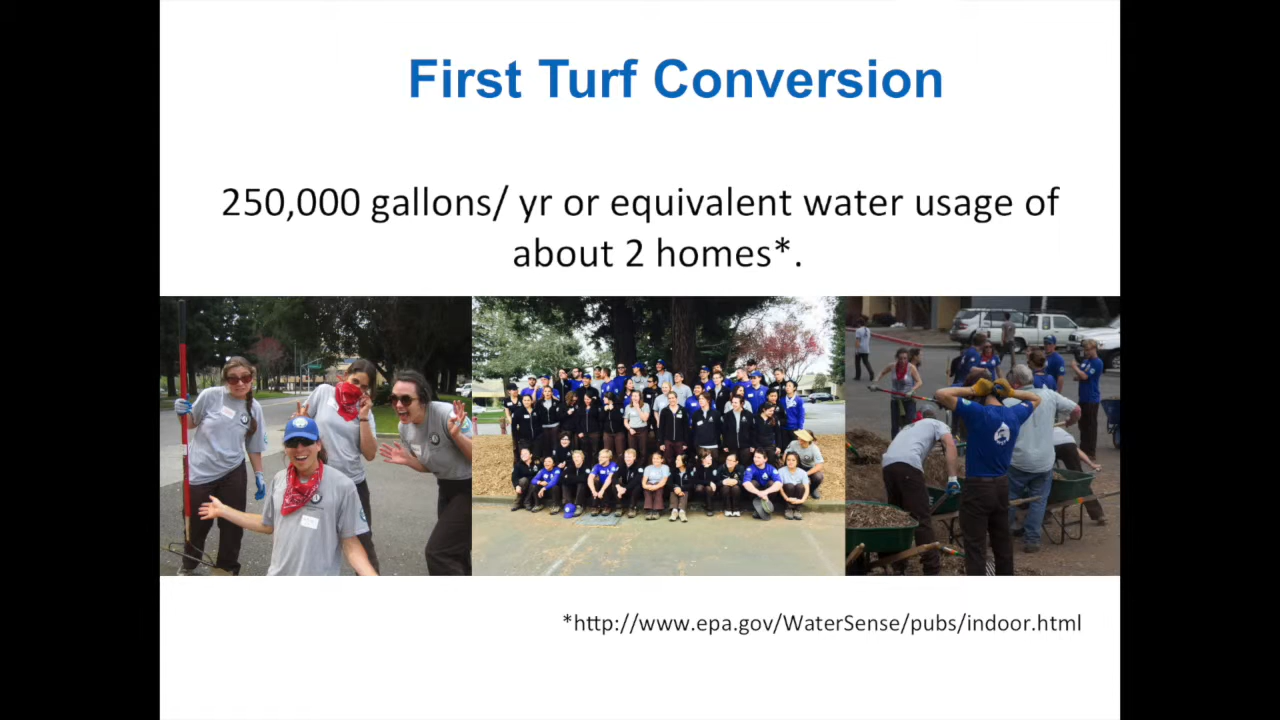 First Turf Conversion
250,000 gallons/ yr or equivalent water usage of
about 2 homes*.
*http://www.epa.gov/WaterSense/pubs/indoor.html